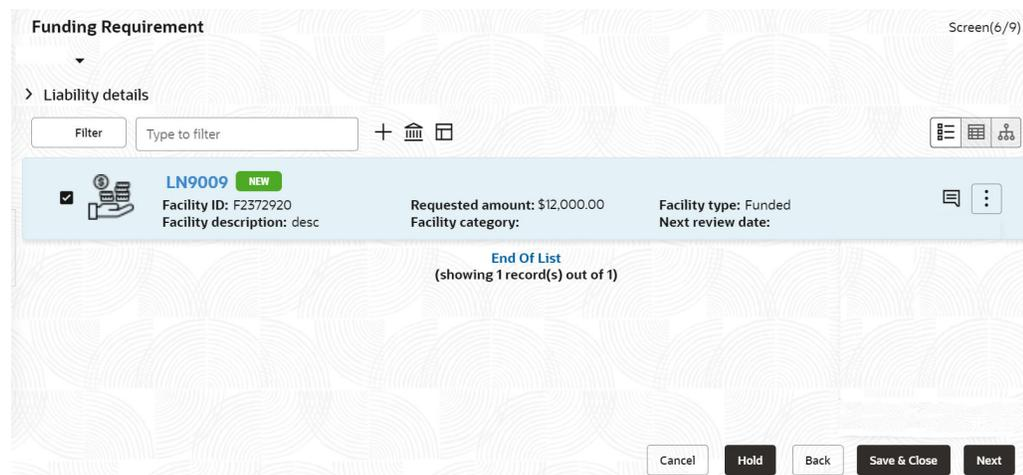 Funding Requirement
Screen(6/9)
Liability details
Filter
Type to filter
LN9009 NEW
Facility ID: F2372920 Requested amount: $12,000.00 Facility type: Funded
Facility description: desc Facility category: Next review date:
End Of List
(showing 1 record(s) out of 1)
Cancel Hold Back Save & Close Next